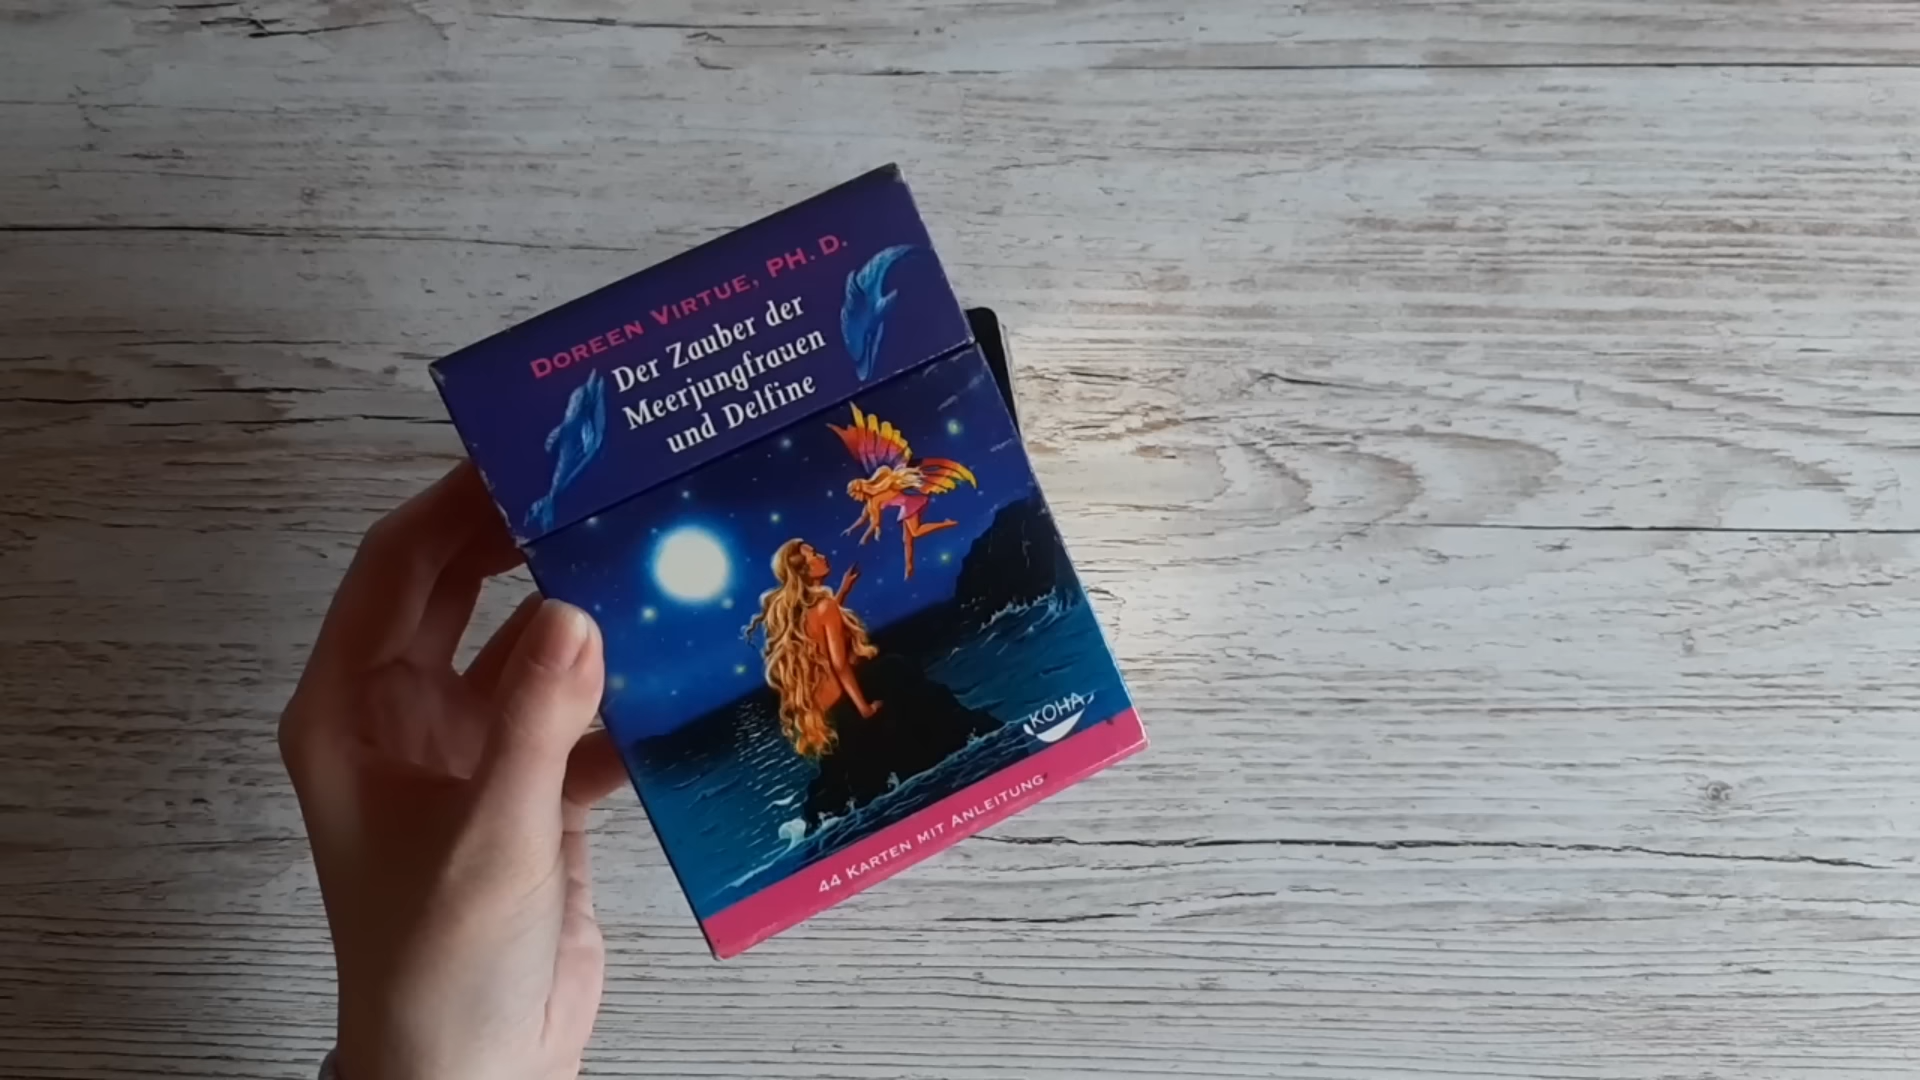 DOREEN VIRTUE, PH.D.
Der Zauber der
Meerjungfrauen
und Delfine
KOHA
44 KARTEN MIT ANLEITUNG